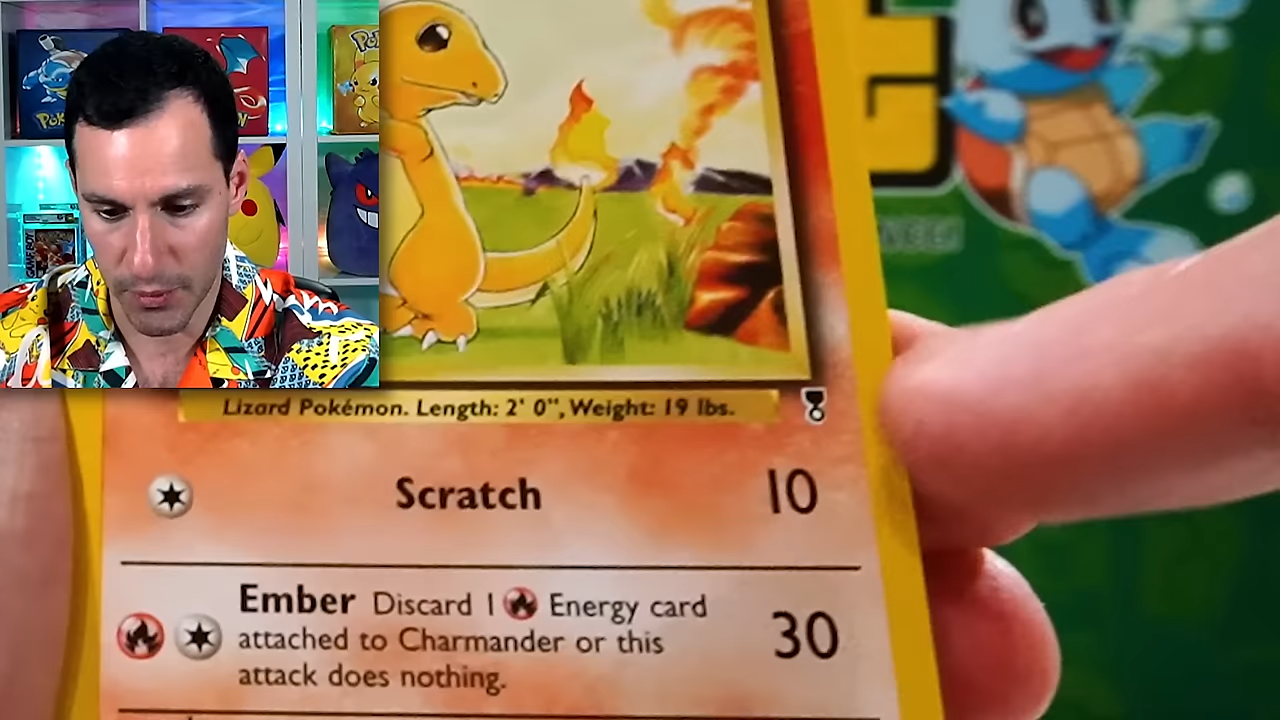 Lizard Pokémon. Length: 2' 0", Weight: 19 lbs.
Scratch 10
Ember Discard 1 Energy card
attached to Charmander or this
attack does nothing.
30